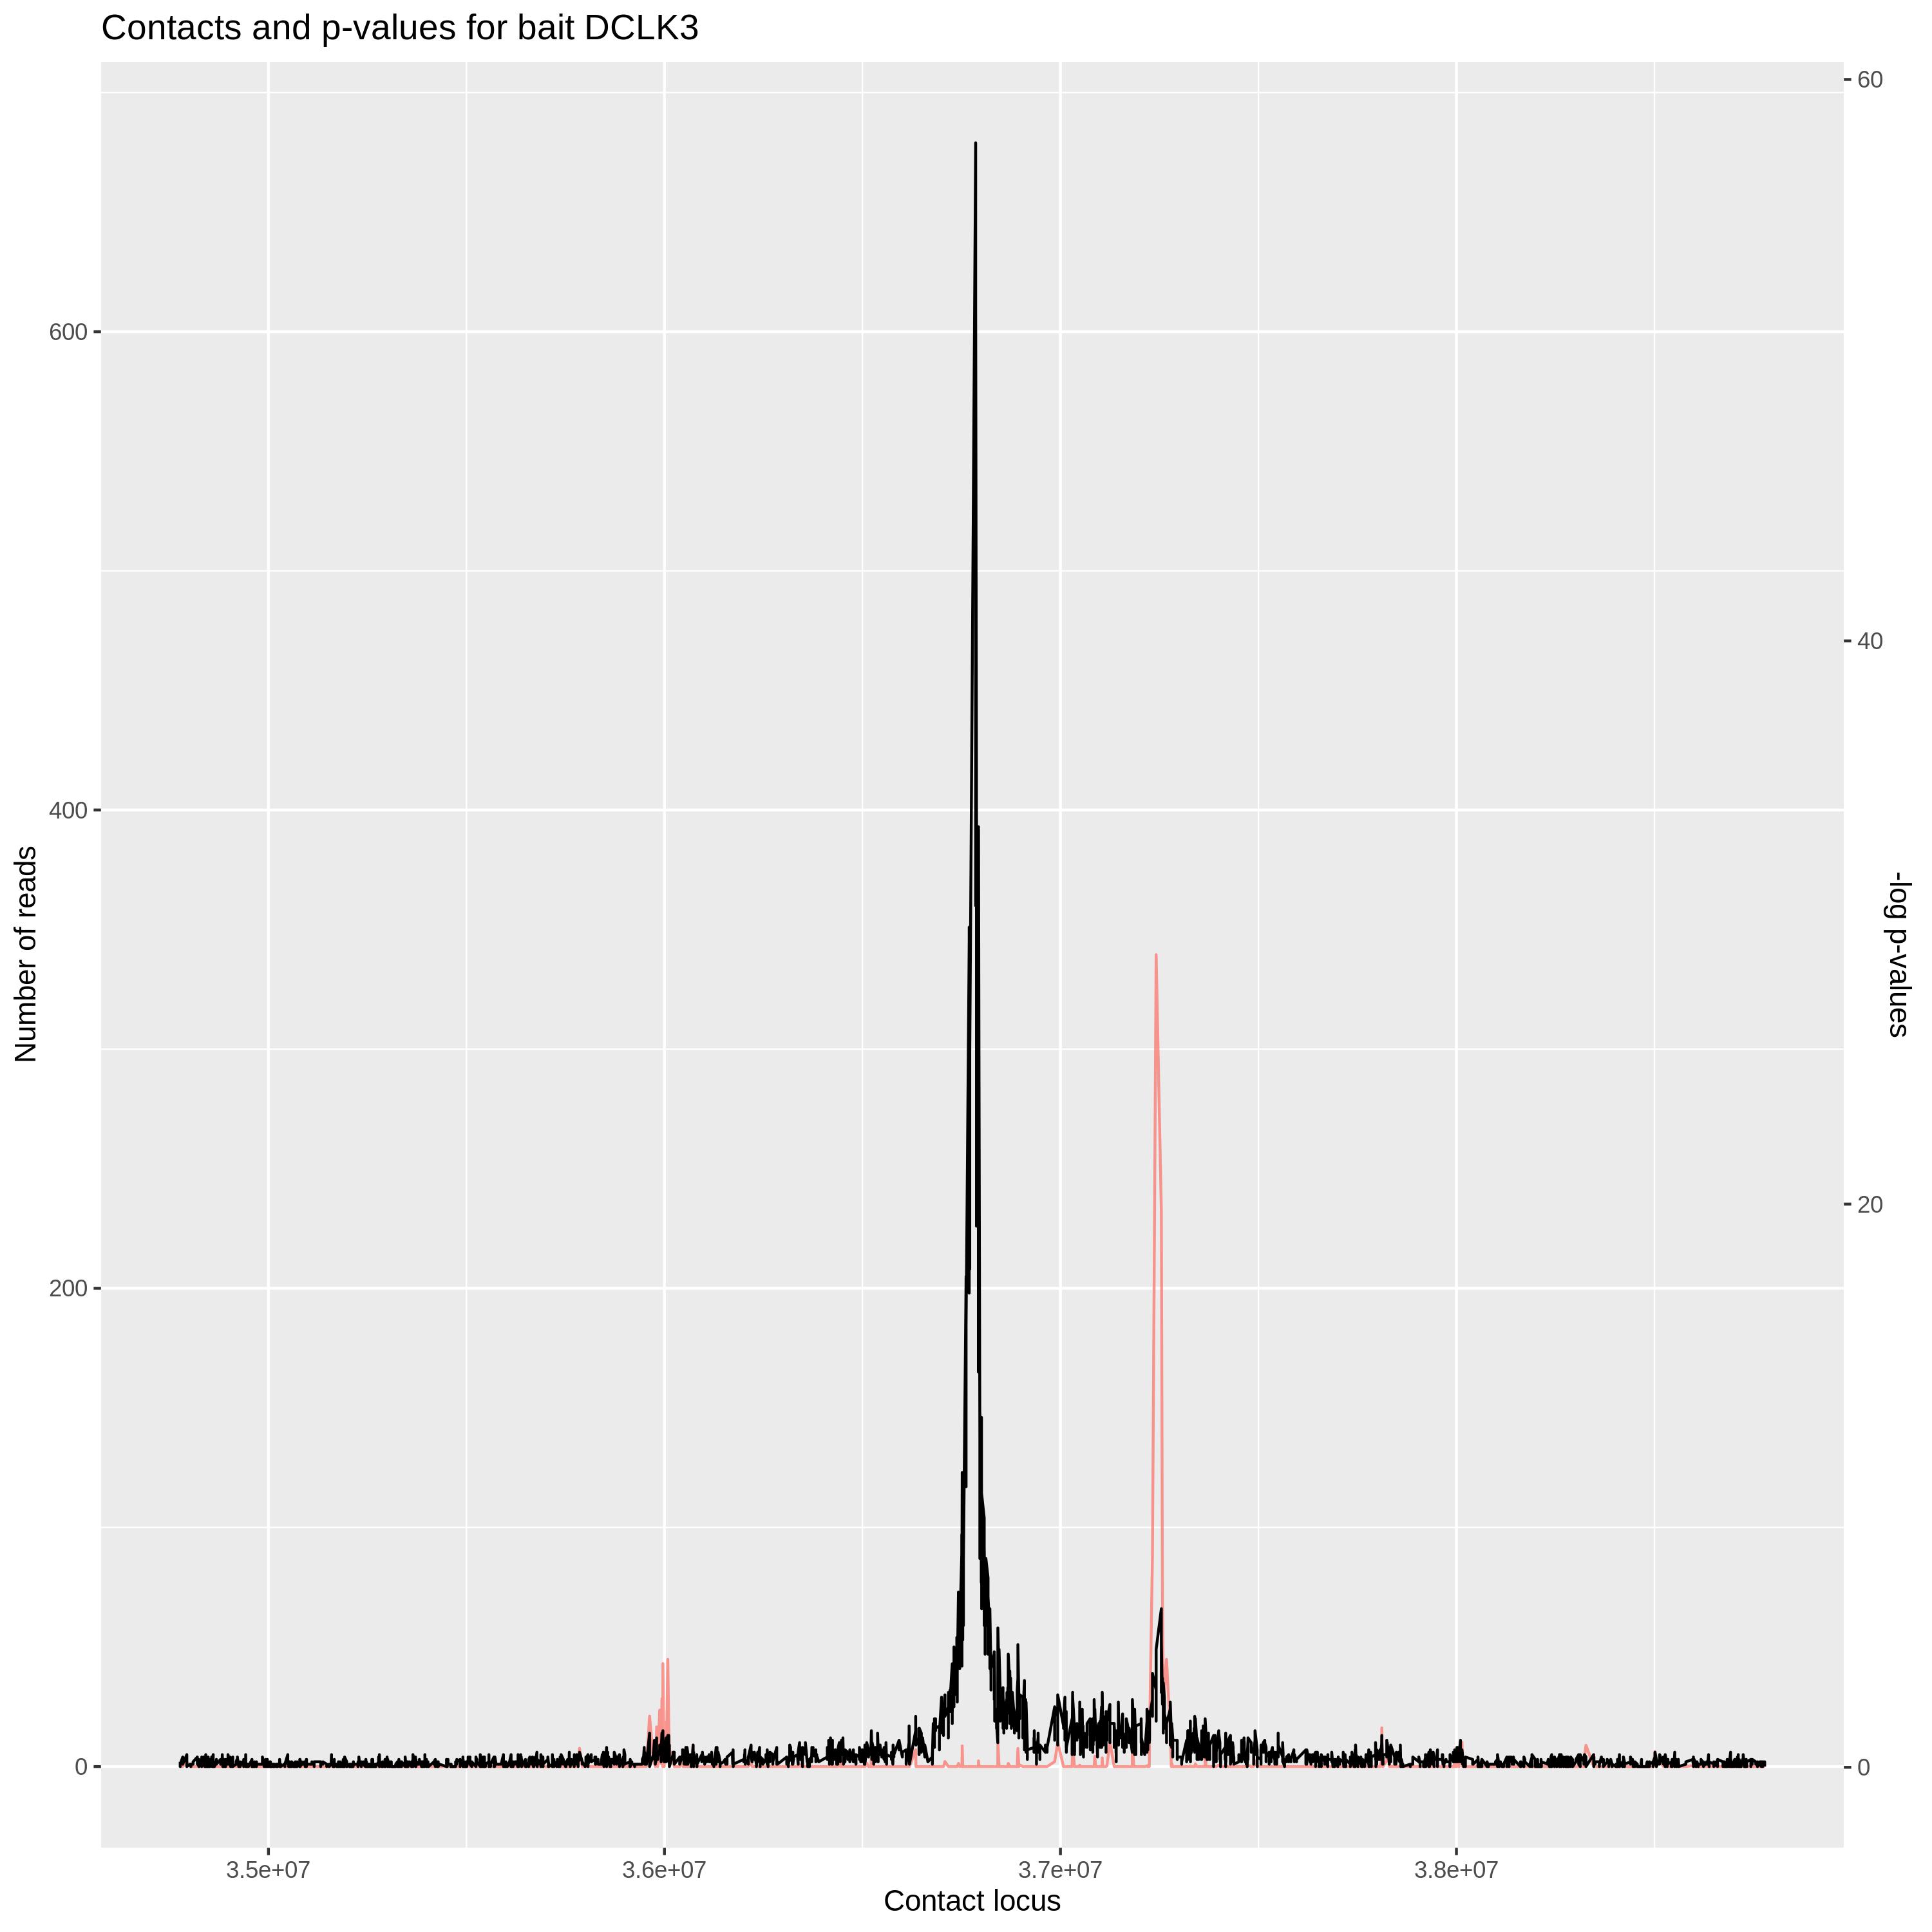 Contacts and p-values for bait DCLK3
60
600
40
400
Number of reads
-log p-values
20
200
0
0
3.5e+07
3.6e+07
3.7e+07
3.8e+07
Contact locus